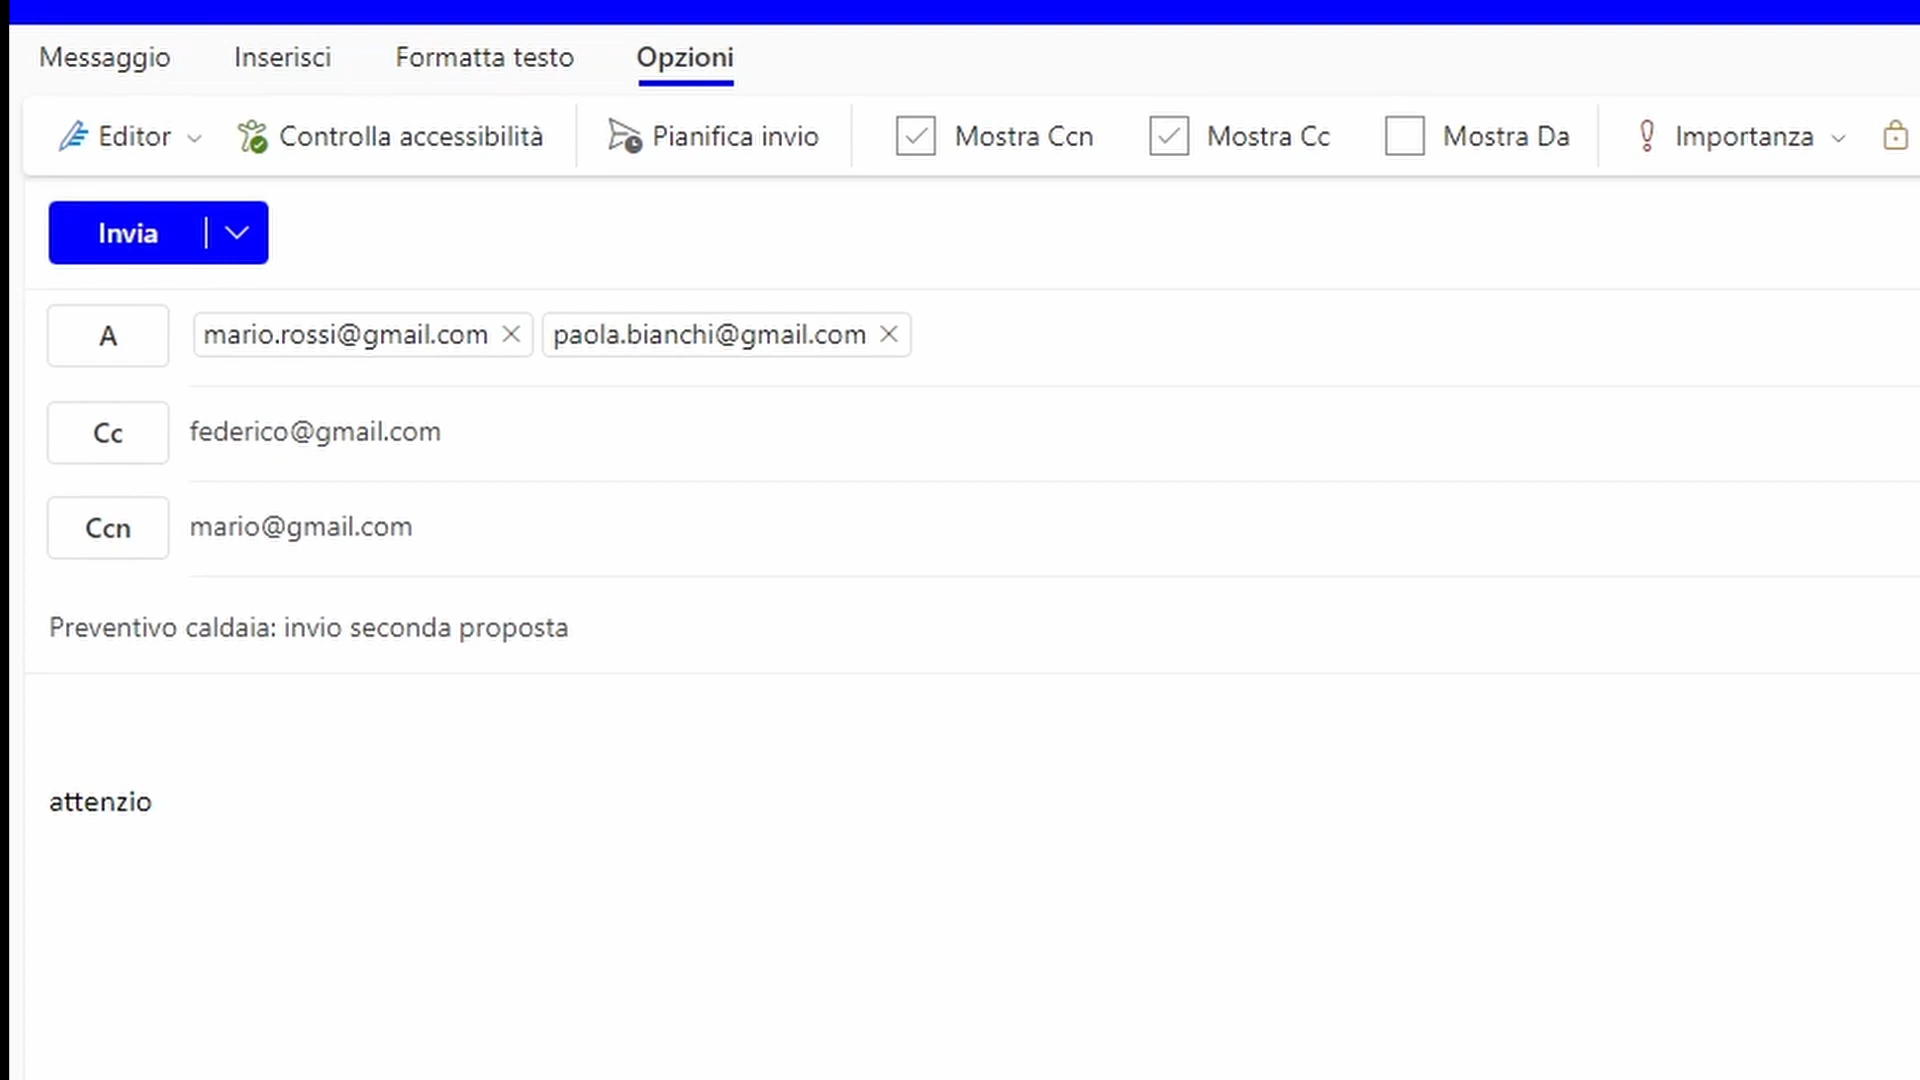 Messaggio Inserisci Formatta testo Opzioni
Editor Controlla accessibilità Pianifica invio Mostra Ccn Mostra Cc Mostra Da Importanza
Invia
A mario.rossi@gmail.com paola.bianchi@gmail.com
Cc federico@gmail.com
Ccn mario@gmail.com
Preventivo caldaia: invio seconda proposta
attenzio